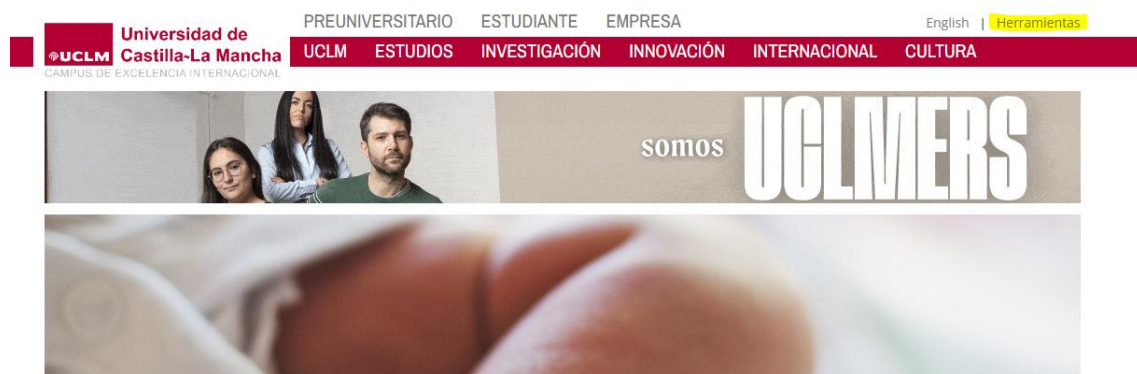 PREUNIVERSITARIO ESTUDIANTE EMPRESA English | Herramientas
Universidad de
Castilla-La Mancha
UCLM
CAMPUS DE EXCELENCIA INTERNACIONAL
UCLM ESTUDIOS INVESTIGACIÓN INNOVACIÓN INTERNACIONAL CULTURA
somos UCLMERS